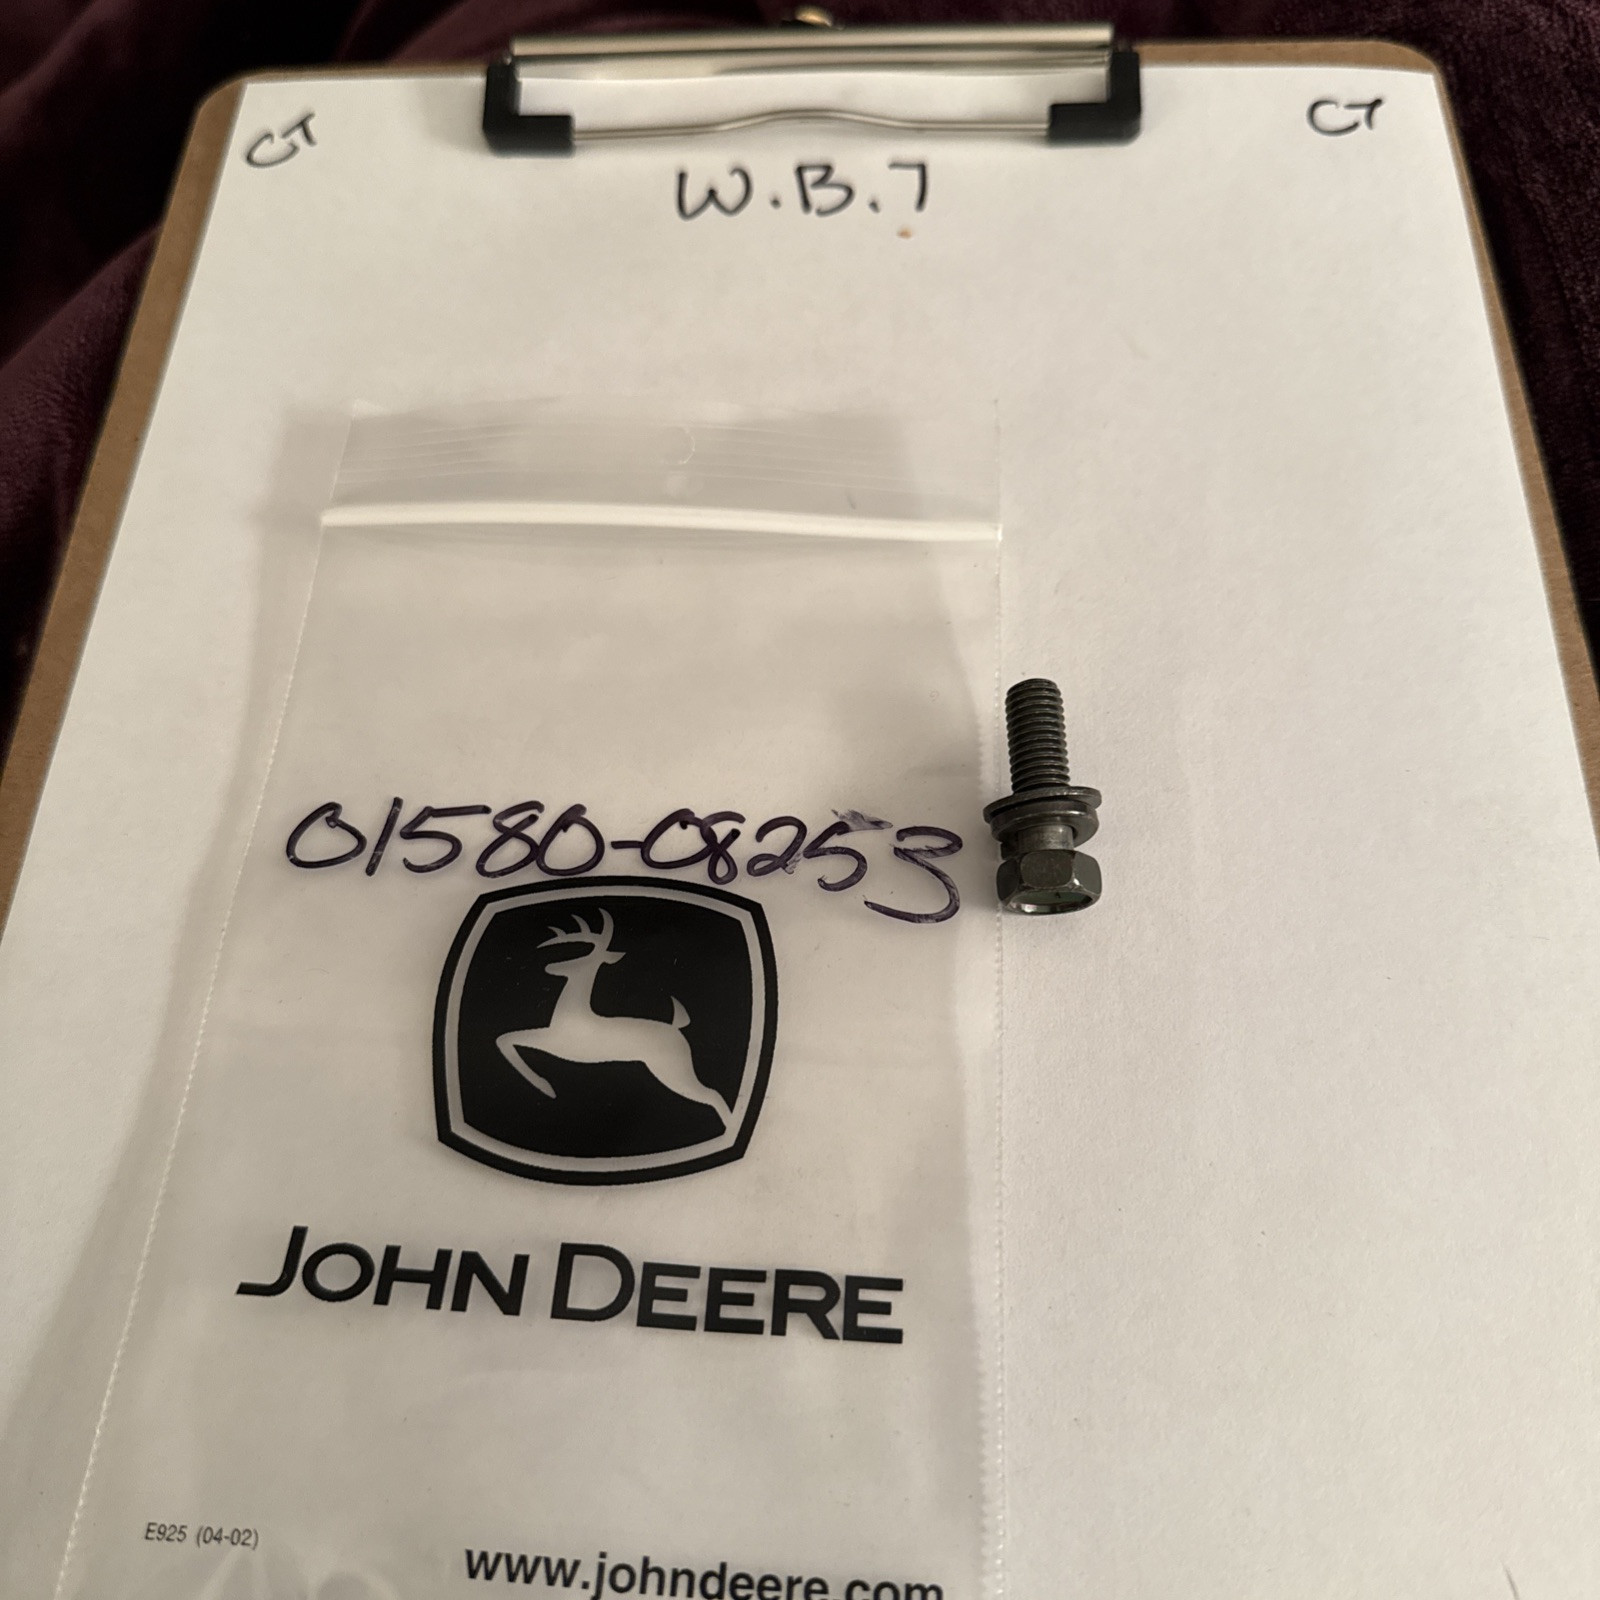 CT
CT
W.B.7
01580-08253
JOHN DEERE
E925 (04-02)
www.johndeere.com